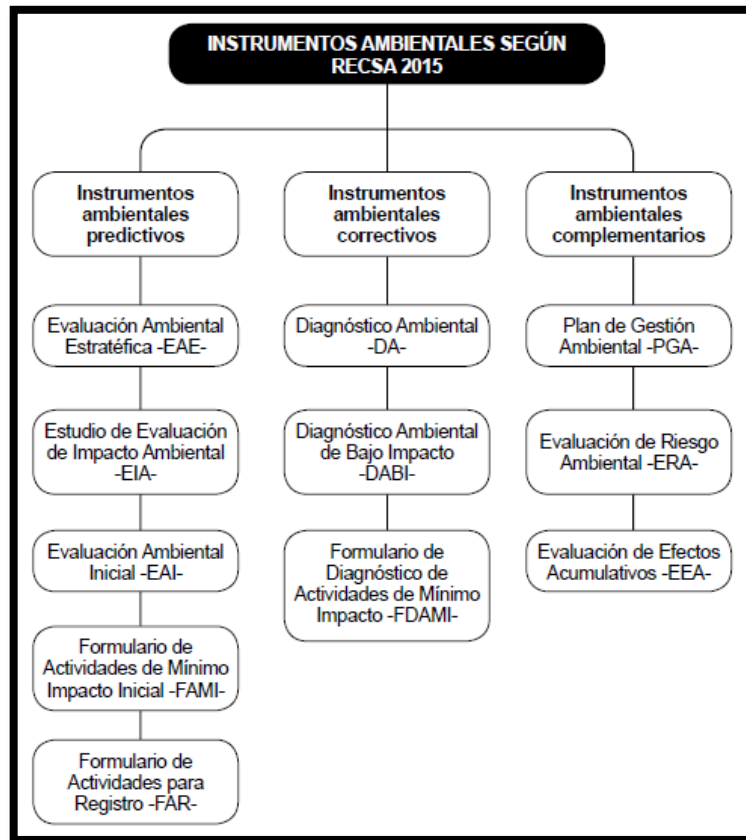 INSTRUMENTOS AMBIENTALES SEGÚN
RECSA 2015
Instrumentos
ambientales
predictivos
Evaluación Ambiental
Estratéfica -EAE-
Estudio de Evaluación
de Impacto Ambiental
-EIA-
Evaluación Ambiental
Inicial -EAI-
Formulario de
Actividades de Mínimo
Impacto Inicial -FAMI-
Formulario de
Actividades para
Registro -FAR-
Instrumentos
ambientales
correctivos
Diagnóstico Ambiental
-DA-
Diagnóstico Ambiental
de Bajo Impacto
-DABI-
Formulario de
Diagnóstico de
Actividades de Mínimo
Impacto -FDAMI-
Instrumentos
ambientales
complementarios
Plan de Gestión
Ambiental -PGA-
Evaluación de Riesgo
Ambiental -ERA-
Evaluación de Efectos
Acumulativos -EEA-